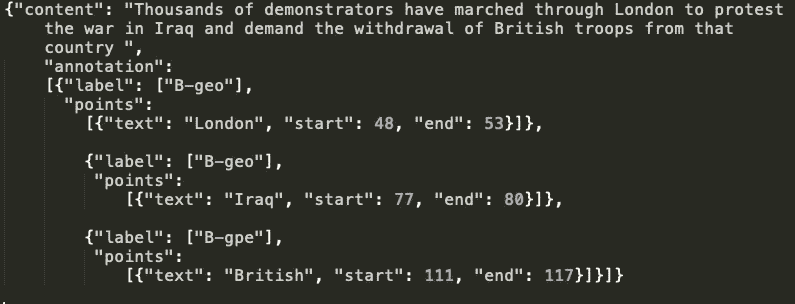 {"content": "Thousands of demonstrators have marched through London to protest
the war in Iraq and demand the withdrawal of British troops from that
country ",
"annotation":
[{"label": ["B-geo"],
"points":
[{"text": "London", "start": 48, "end": 53}]},
{"label": ["B-geo"],
"points":
[{"text": "Iraq", "start": 77, "end": 80}]},
{"label": ["B-gpe"],
"points":
[{"text": "British", "start": 111, "end": 117}]}]}